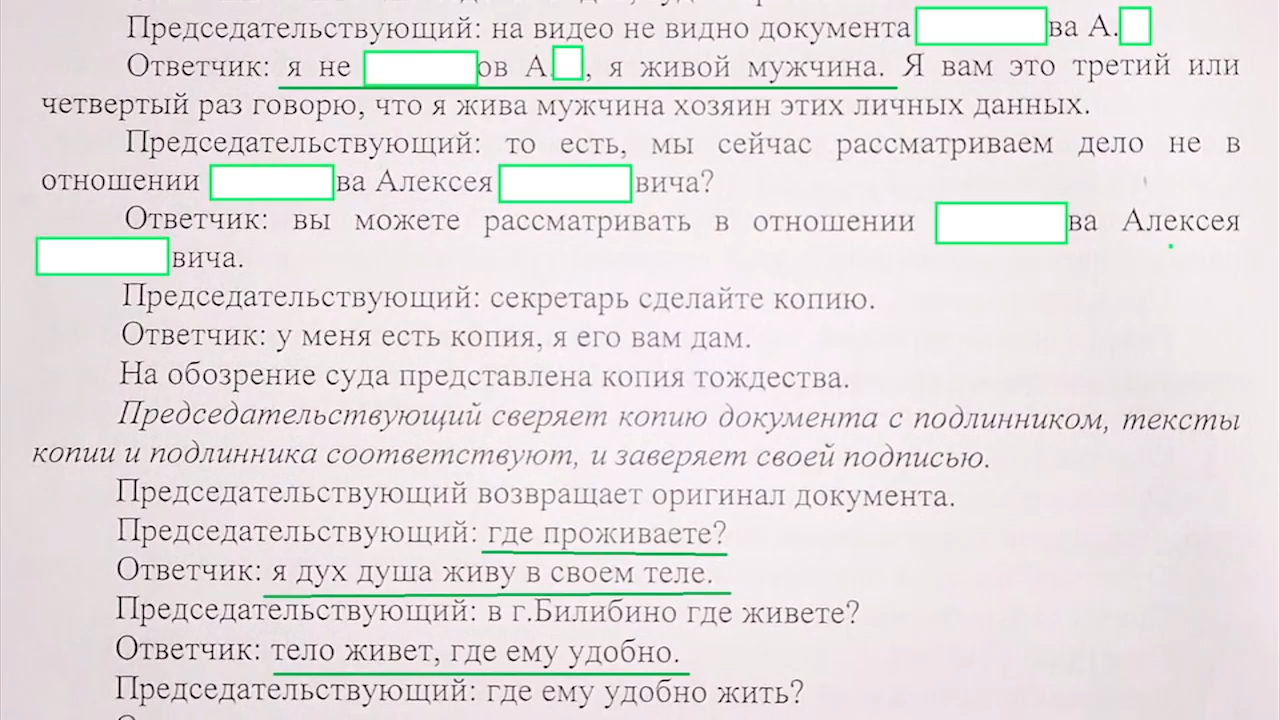 Председательствующий: на видео не видно документа ва А.
Ответчик: я не ов А. , я живой мужчина. Я вам это третий или
четвертый раз говорю, что я жива мужчина хозяин этих личных данных.
Председательствующий: то есть, мы сейчас рассматриваем дело не в
отношении ва Алексея вича?
Ответчик: вы можете рассматривать в отношении ва Алексея
вича.
Председательствующий: секретарь сделайте копию.
Ответчик: у меня есть копия, я его вам дам.
На обозрение суда представлена копия тождества.
Председательствующий сверяет копию документа с подлинником, тексты
копии и подлинника соответствуют, и заверяет своей подписью.
Председательствующий возвращает оригинал документа.
Председательствующий: где проживаете?
Ответчик: я дух душа живу в своем теле.
Председательствующий: в г.Билибино где живете?
Ответчик: тело живет, где ему удобно.
Председательствующий: где ему удобно жить?